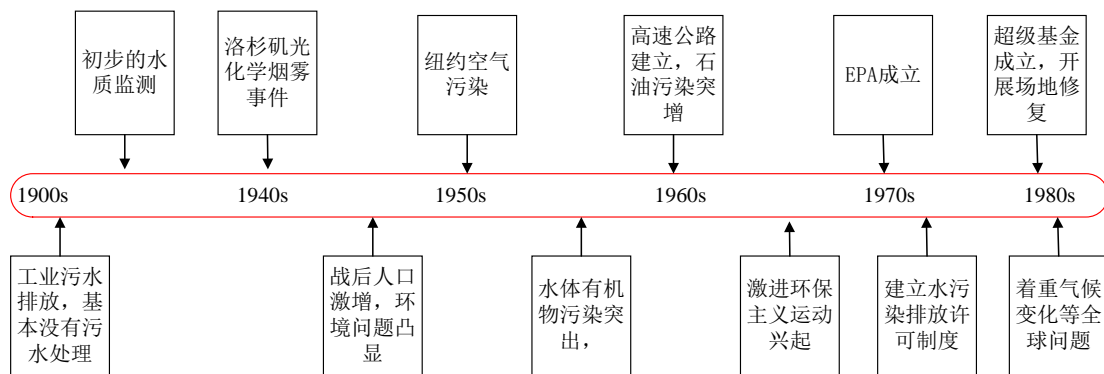 初步的水
质监测
洛杉矶光
化学烟雾
事件
纽约空气
污染
高速公路
建立，石
油污染突
增
EPA成立
超级基金
成立，开
展场地修
复
1900s
1940s
1950s
1960s
1970s
1980s
工业污水
排放，基
本没有污
水处理
战后人口
激增，环
境问题凸
显
水体有机
物污染突
出，
激进环保
主义运动
兴起
建立水污
染排放许
可制度
着重气候
变化等全
球问题